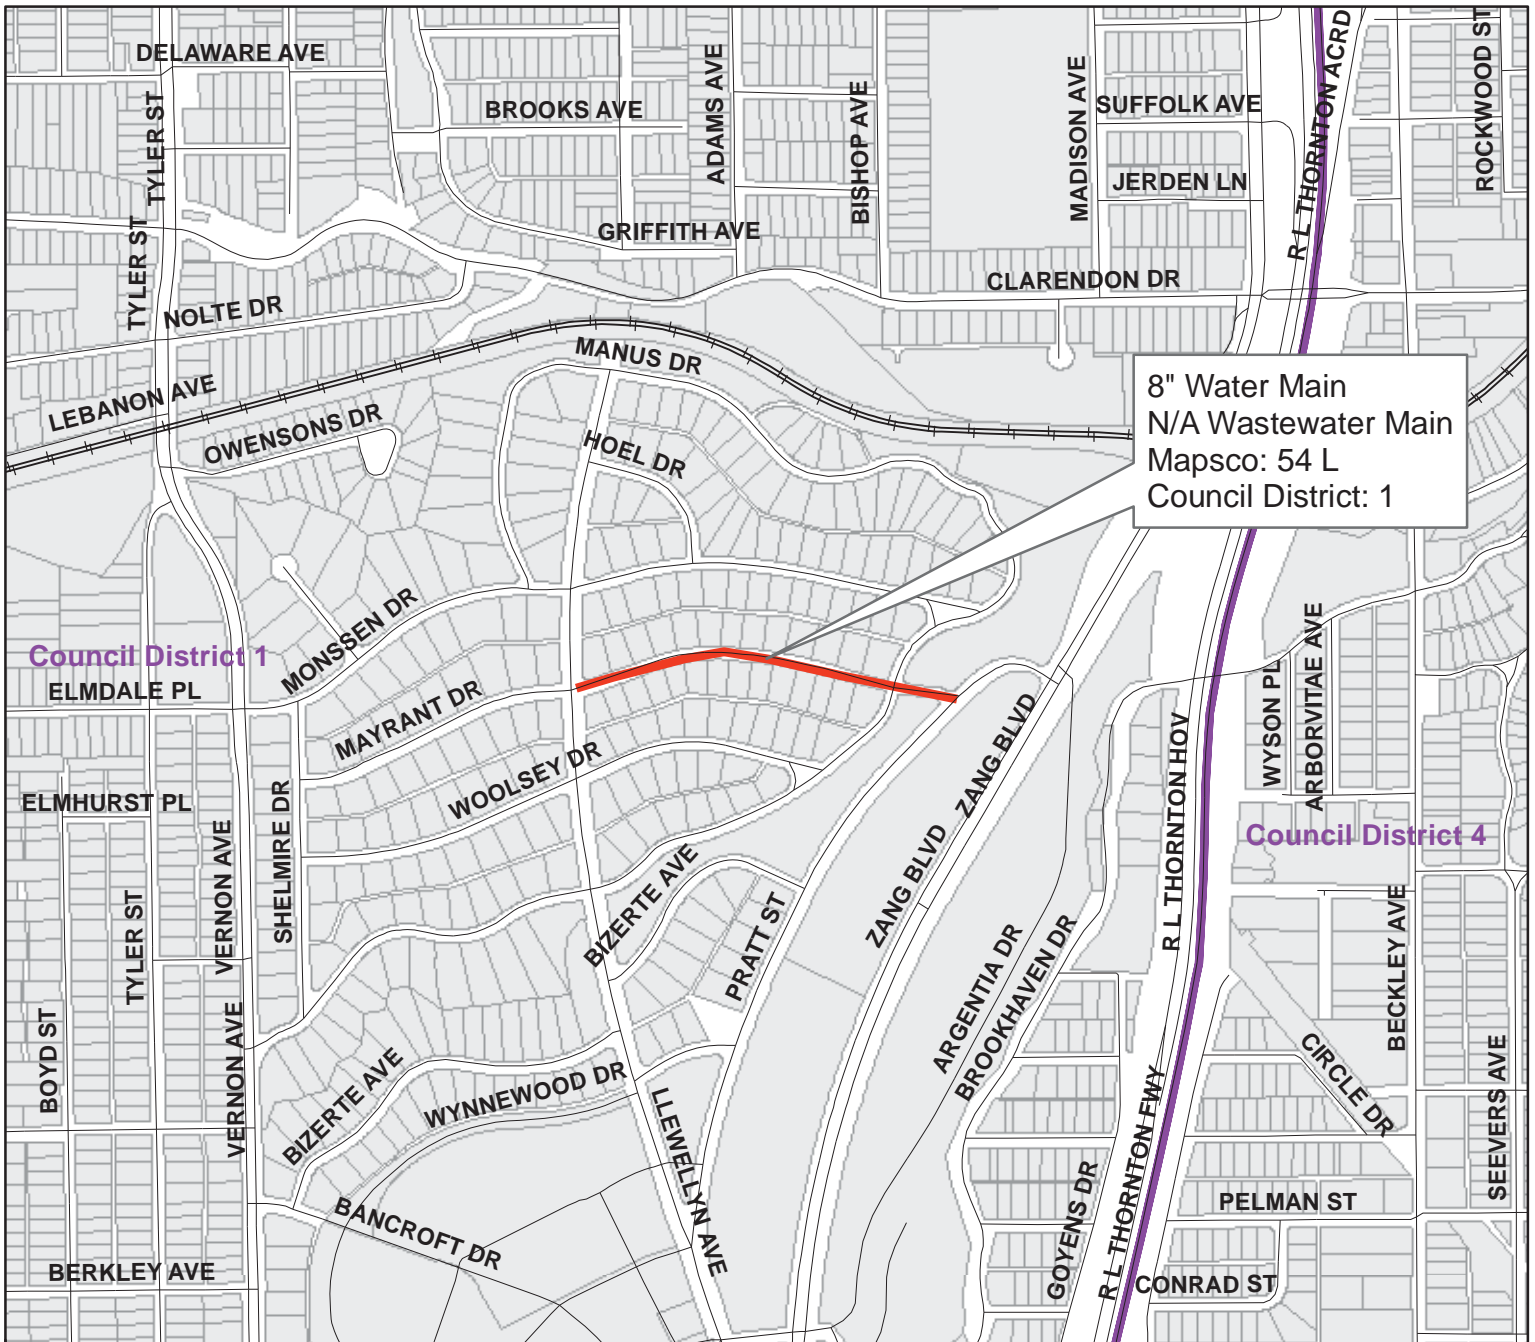 DELAWARE AVE
BROOKS AVE
ADAMS AVE
BISHOP AVE
MADISON AVE
SUFFOLK AVE
R L THORNTON ACRD
ROCKWOOD ST
TYLER ST
TYLER ST
JERDEN LN
GRIFFITH AVE
CLARENDON DR
NOLTE DR
LEBANON AVE
MANUS DR
OWENSONS DR
HOEL DR
8" Water Main
N/A Wastewater Main
Mapsco: 54 L
Council District: 1
MONSSEN DR
Council District 1
ELMDALE PL
MAYRANT DR
WOOLSEY DR
ELMHURST PL
SHELMIRE DR
VERNON AVE
TYLER ST
BOYD ST
VERNON AVE
ZANG BLVD
ZANG BLVD
R L THORNTON HOV
WYSON PL
ARBORVITAE AVE
Council District 4
BIZERTE AVE
PRATT ST
ARGENTIA DR
BROOKHAVEN DR
BECKLEY AVE
CIRCLE DR
SEEVERS AVE
BIZERTE AVE
WYNNEWOOD DR
LLEWELLYN AVE
BANCROFT DR
BERKLEY AVE
GOYENS DR
R L THORNTON FWY
PELMAN ST
CONRAD ST